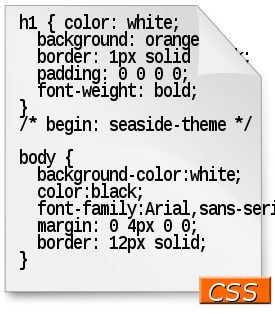 h1 { color: white;
background: orange
border: 1px solid
padding: 0 0 0 0;
font-weight: bold;
}
/* begin: seaside-theme */
body {
background-color:white;
color:black;
font-family:Arial,sans-seri
margin: 0 4px 0 0;
border: 12px solid;
}
CSS